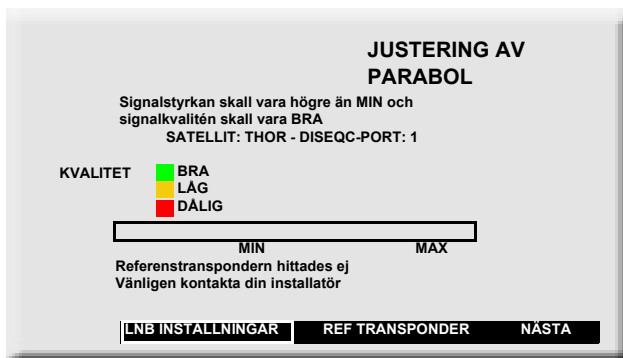 JUSTERING AV
PARABOL
Signalstyrkan skall vara högre än MIN och
signalkvalitén skall vara BRA
SATELLIT: THOR - DISEQC-PORT: 1
KVALITET
BRA
LÅG
DÅLIG
MIN MAX
Referenstranspondern hittades ej
Vänligen kontakta din installatör
LNB INSTALLNINGAR REF TRANSPONDER NÄSTA